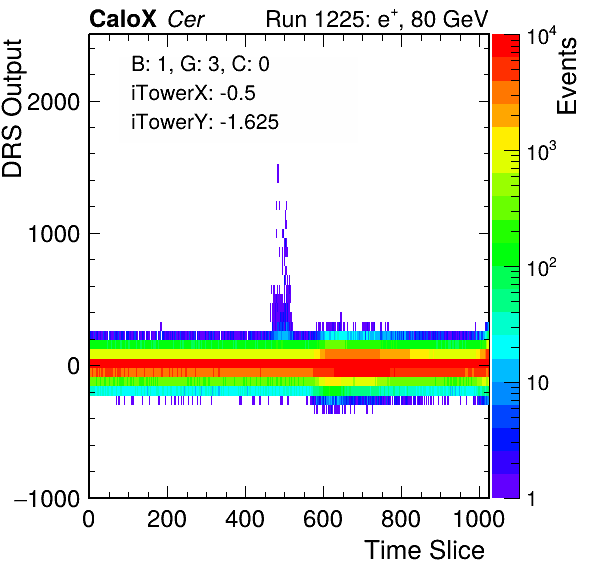 CaloX Cer Run 1225: e⁺, 80 GeV
B: 1, G: 3, C: 0
iTowerX: -0.5
iTowerY: -1.625
DRS Output
2000
1000
0
−1000
0 200 400 600 800 1000
Time Slice
Events
10⁴
10³
10²
10
1